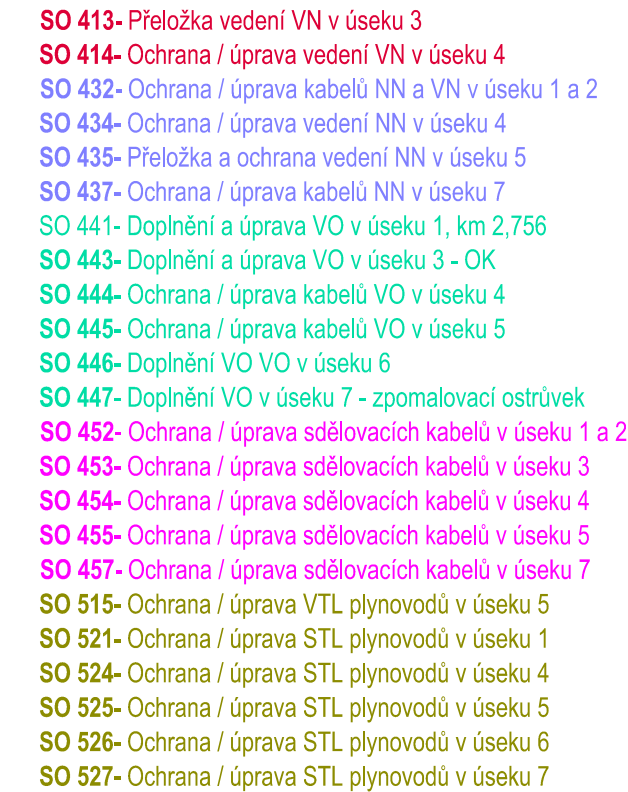 SO 413- Přeložka vedení VN v úseku 3
SO 414- Ochrana / úprava vedení VN v úseku 4
SO 432- Ochrana / úprava kabelů NN a VN v úseku 1 a 2
SO 434- Ochrana / úprava vedení NN v úseku 4
SO 435- Přeložka a ochrana vedení NN v úseku 5
SO 437- Ochrana / úprava kabelů NN v úseku 7
SO 441- Doplnění a úprava VO v úseku 1, km 2,756
SO 443- Doplnění a úprava VO v úseku 3 - OK
SO 444- Ochrana / úprava kabelů VO v úseku 4
SO 445- Ochrana / úprava kabelů VO v úseku 5
SO 446- Doplnění VO VO v úseku 6
SO 447- Doplnění VO v úseku 7 - zpomalovací ostrůvek
SO 452- Ochrana / úprava sdělovacích kabelů v úseku 1 a 2
SO 453- Ochrana / úprava sdělovacích kabelů v úseku 3
SO 454- Ochrana / úprava sdělovacích kabelů v úseku 4
SO 455- Ochrana / úprava sdělovacích kabelů v úseku 5
SO 457- Ochrana / úprava sdělovacích kabelů v úseku 7
SO 515- Ochrana / úprava VTL plynovodů v úseku 5
SO 521- Ochrana / úprava STL plynovodů v úseku 1
SO 524- Ochrana / úprava STL plynovodů v úseku 4
SO 525- Ochrana / úprava STL plynovodů v úseku 5
SO 526- Ochrana / úprava STL plynovodů v úseku 6
SO 527- Ochrana / úprava STL plynovodů v úseku 7